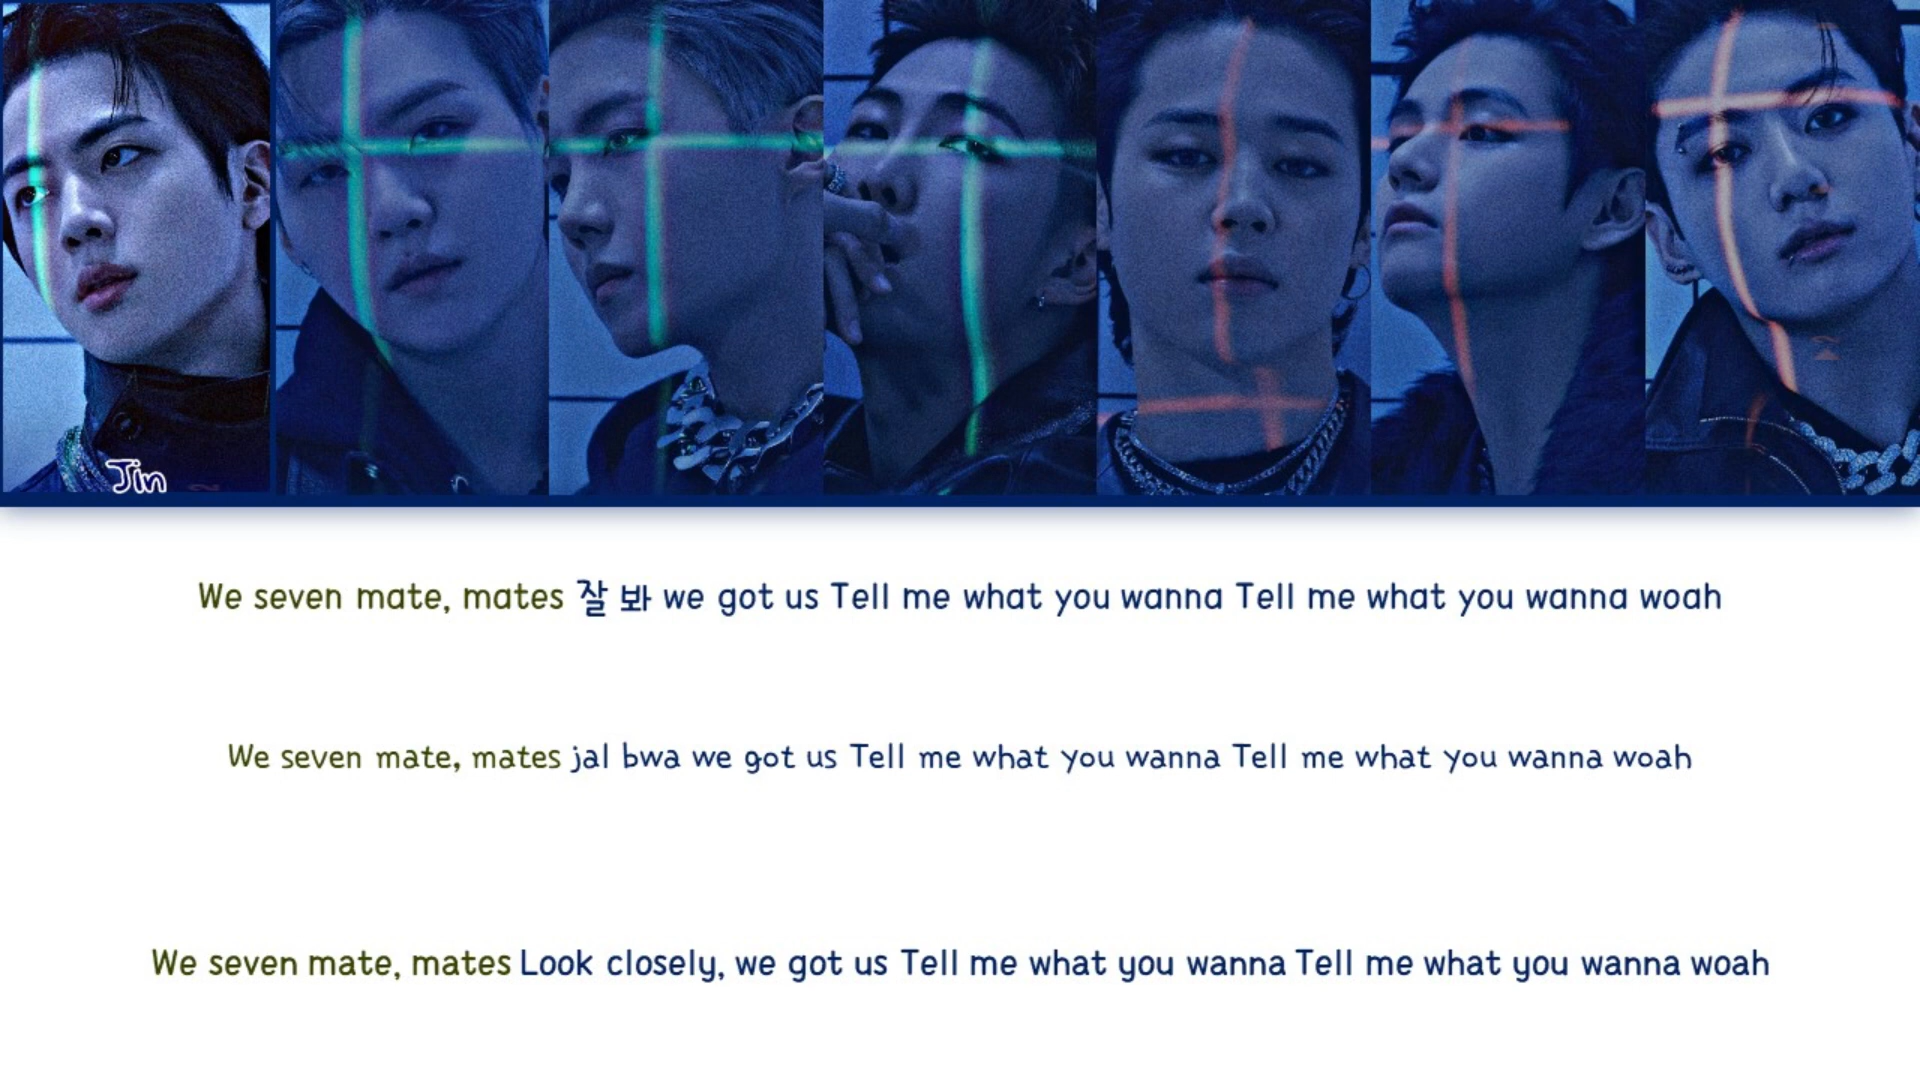 Jin
We seven mate, mates 잘 봐 we got us Tell me what you wanna Tell me what you wanna woah
We seven mate, mates jal bwa we got us Tell me what you wanna Tell me what you wanna woah
We seven mate, mates Look closely, we got us Tell me what you wanna Tell me what you wanna woah